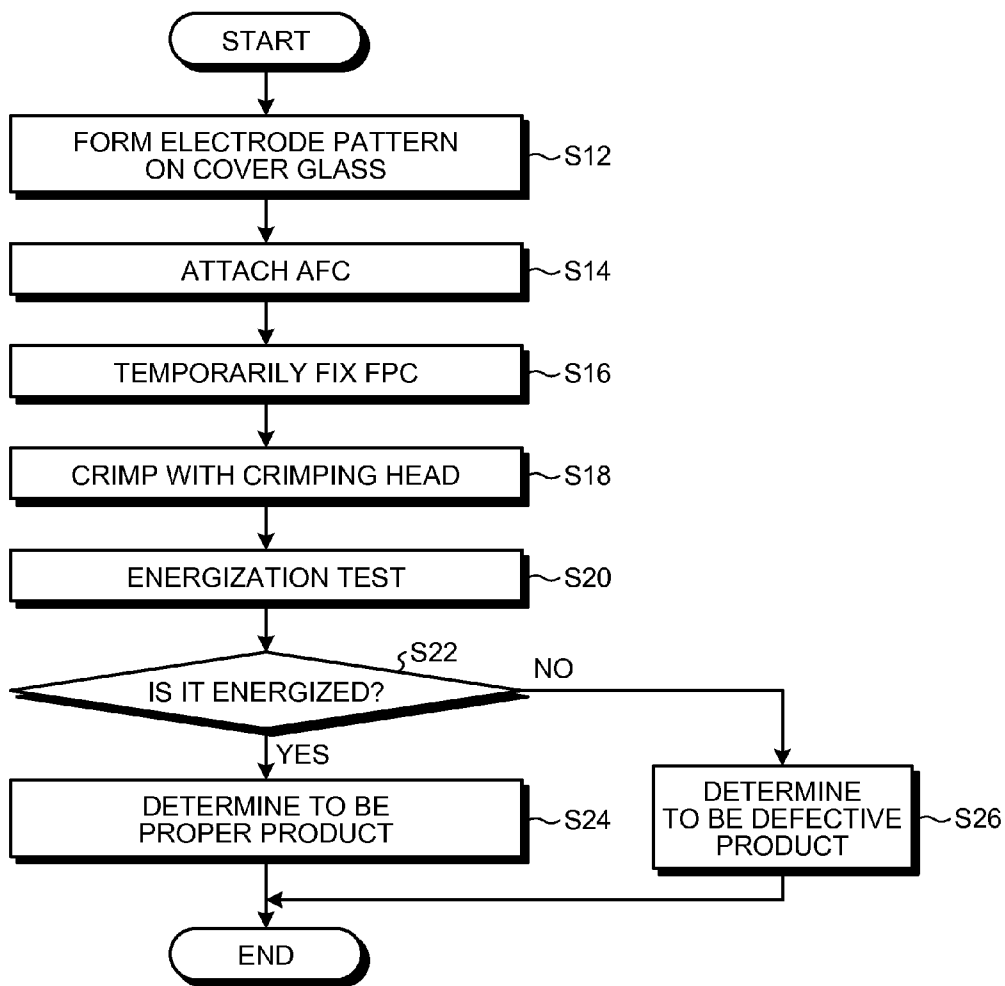 START
FORM ELECTRODE PATTERN
ON COVER GLASS
S12
ATTACH AFC
S14
TEMPORARILY FIX FPC
S16
CRIMP WITH CRIMPING HEAD
S18
ENERGIZATION TEST
S20
S22
IS IT ENERGIZED?
NO
YES
DETERMINE TO BE
PROPER PRODUCT
S24
DETERMINE
TO BE DEFECTIVE
PRODUCT
S26
END